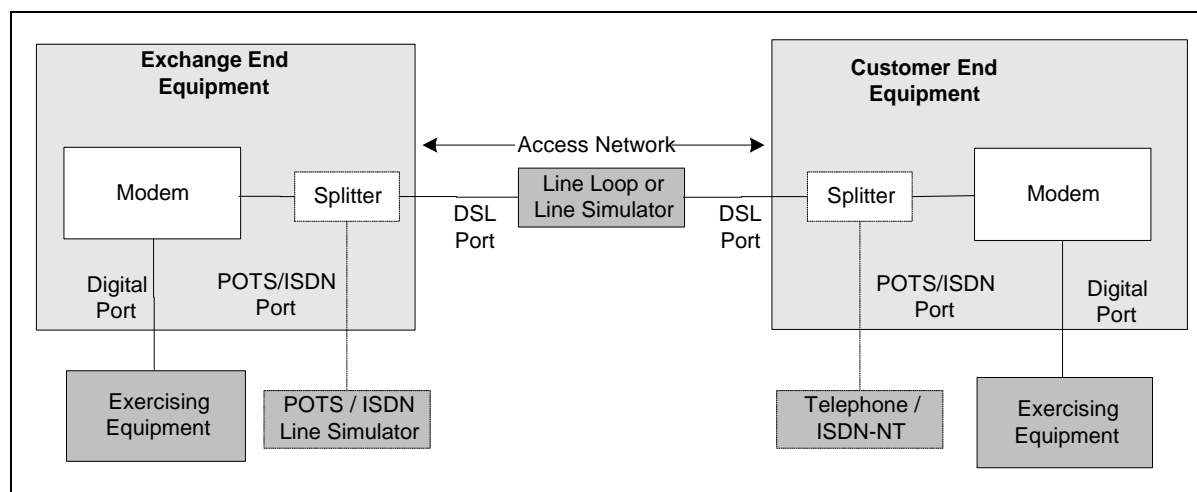 Exchange End
Equipment
Customer End
Equipment
Access Network
Modem
Splitter
DSL
Port
Line Loop or
Line Simulator
DSL
Port
Splitter
Modem
Digital
Port
POTS/ISDN
Port
POTS/ISDN
Port
Digital
Port
Exercising
Equipment
POTS / ISDN
Line Simulator
Telephone /
ISDN-NT
Exercising
Equipment